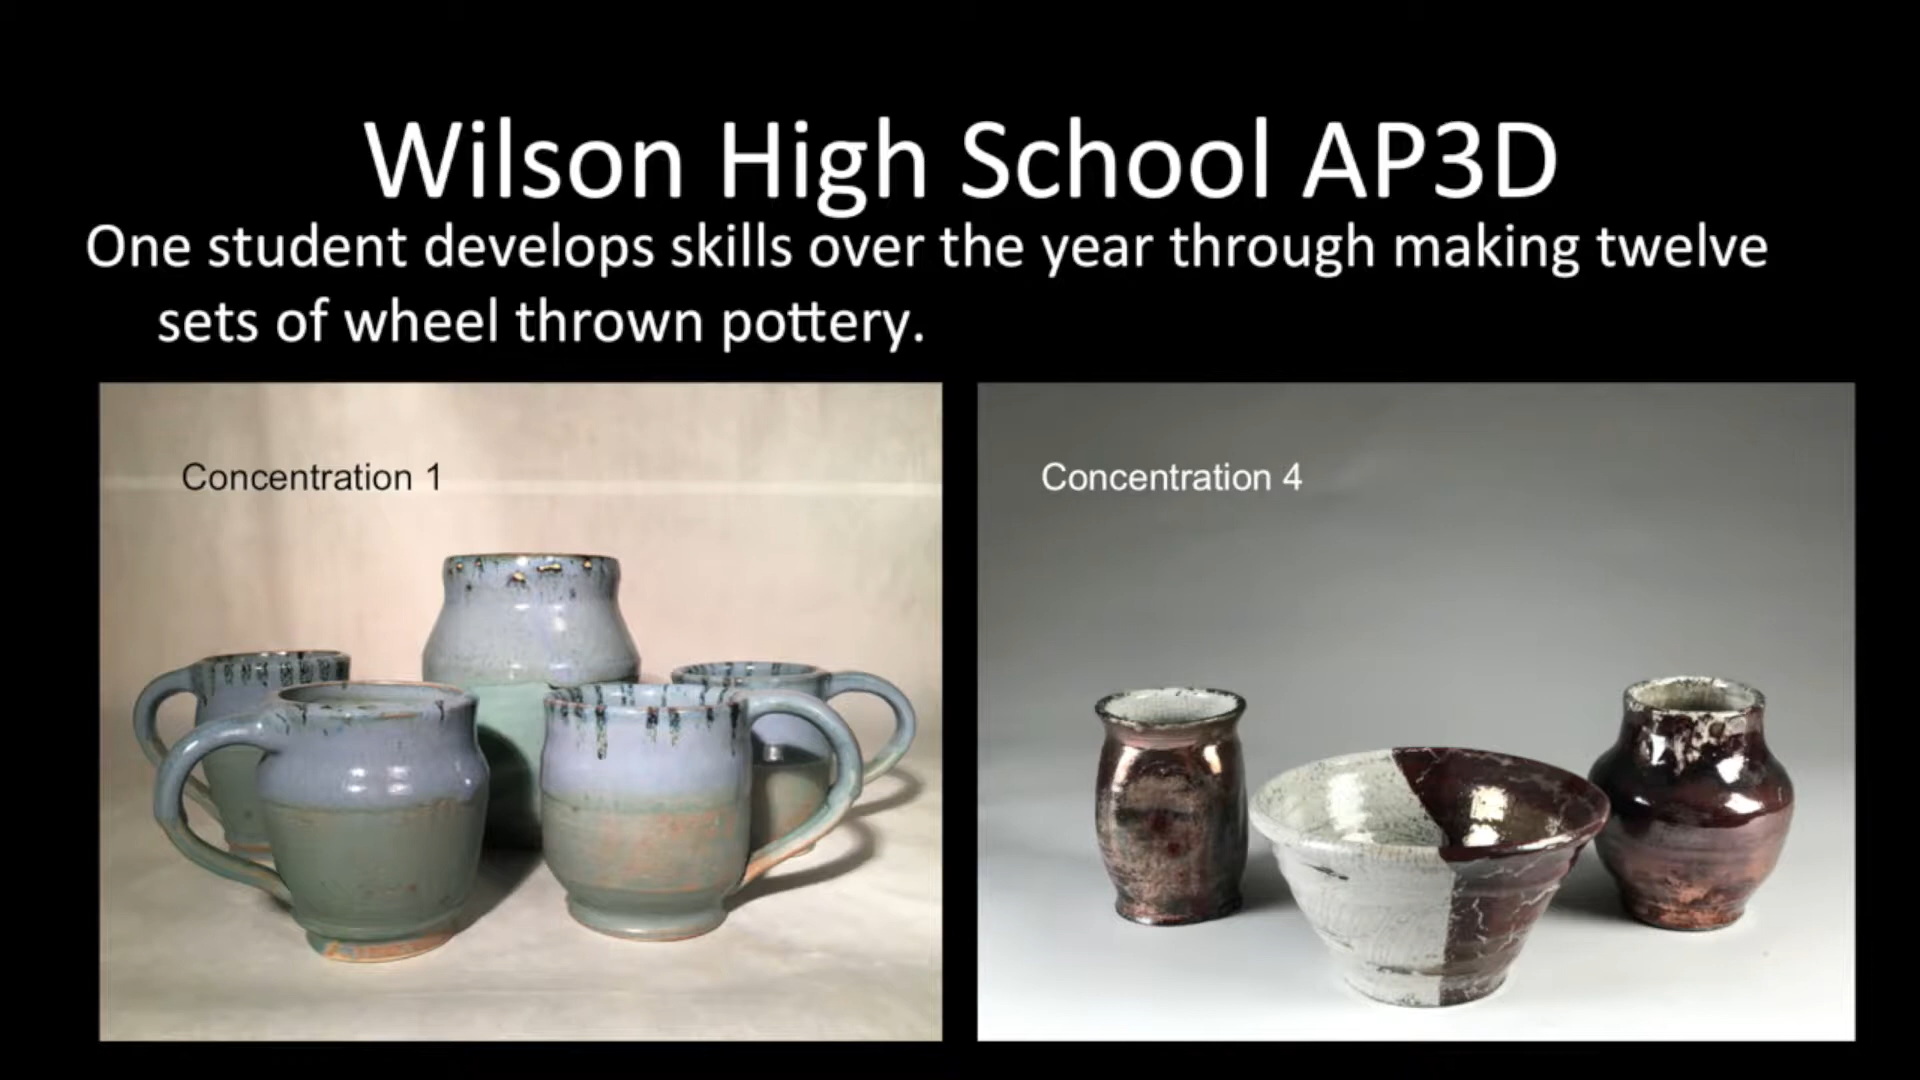 Wilson High School AP3D
One student develops skills over the year through making twelve
sets of wheel thrown pottery.
Concentration 1
Concentration 4